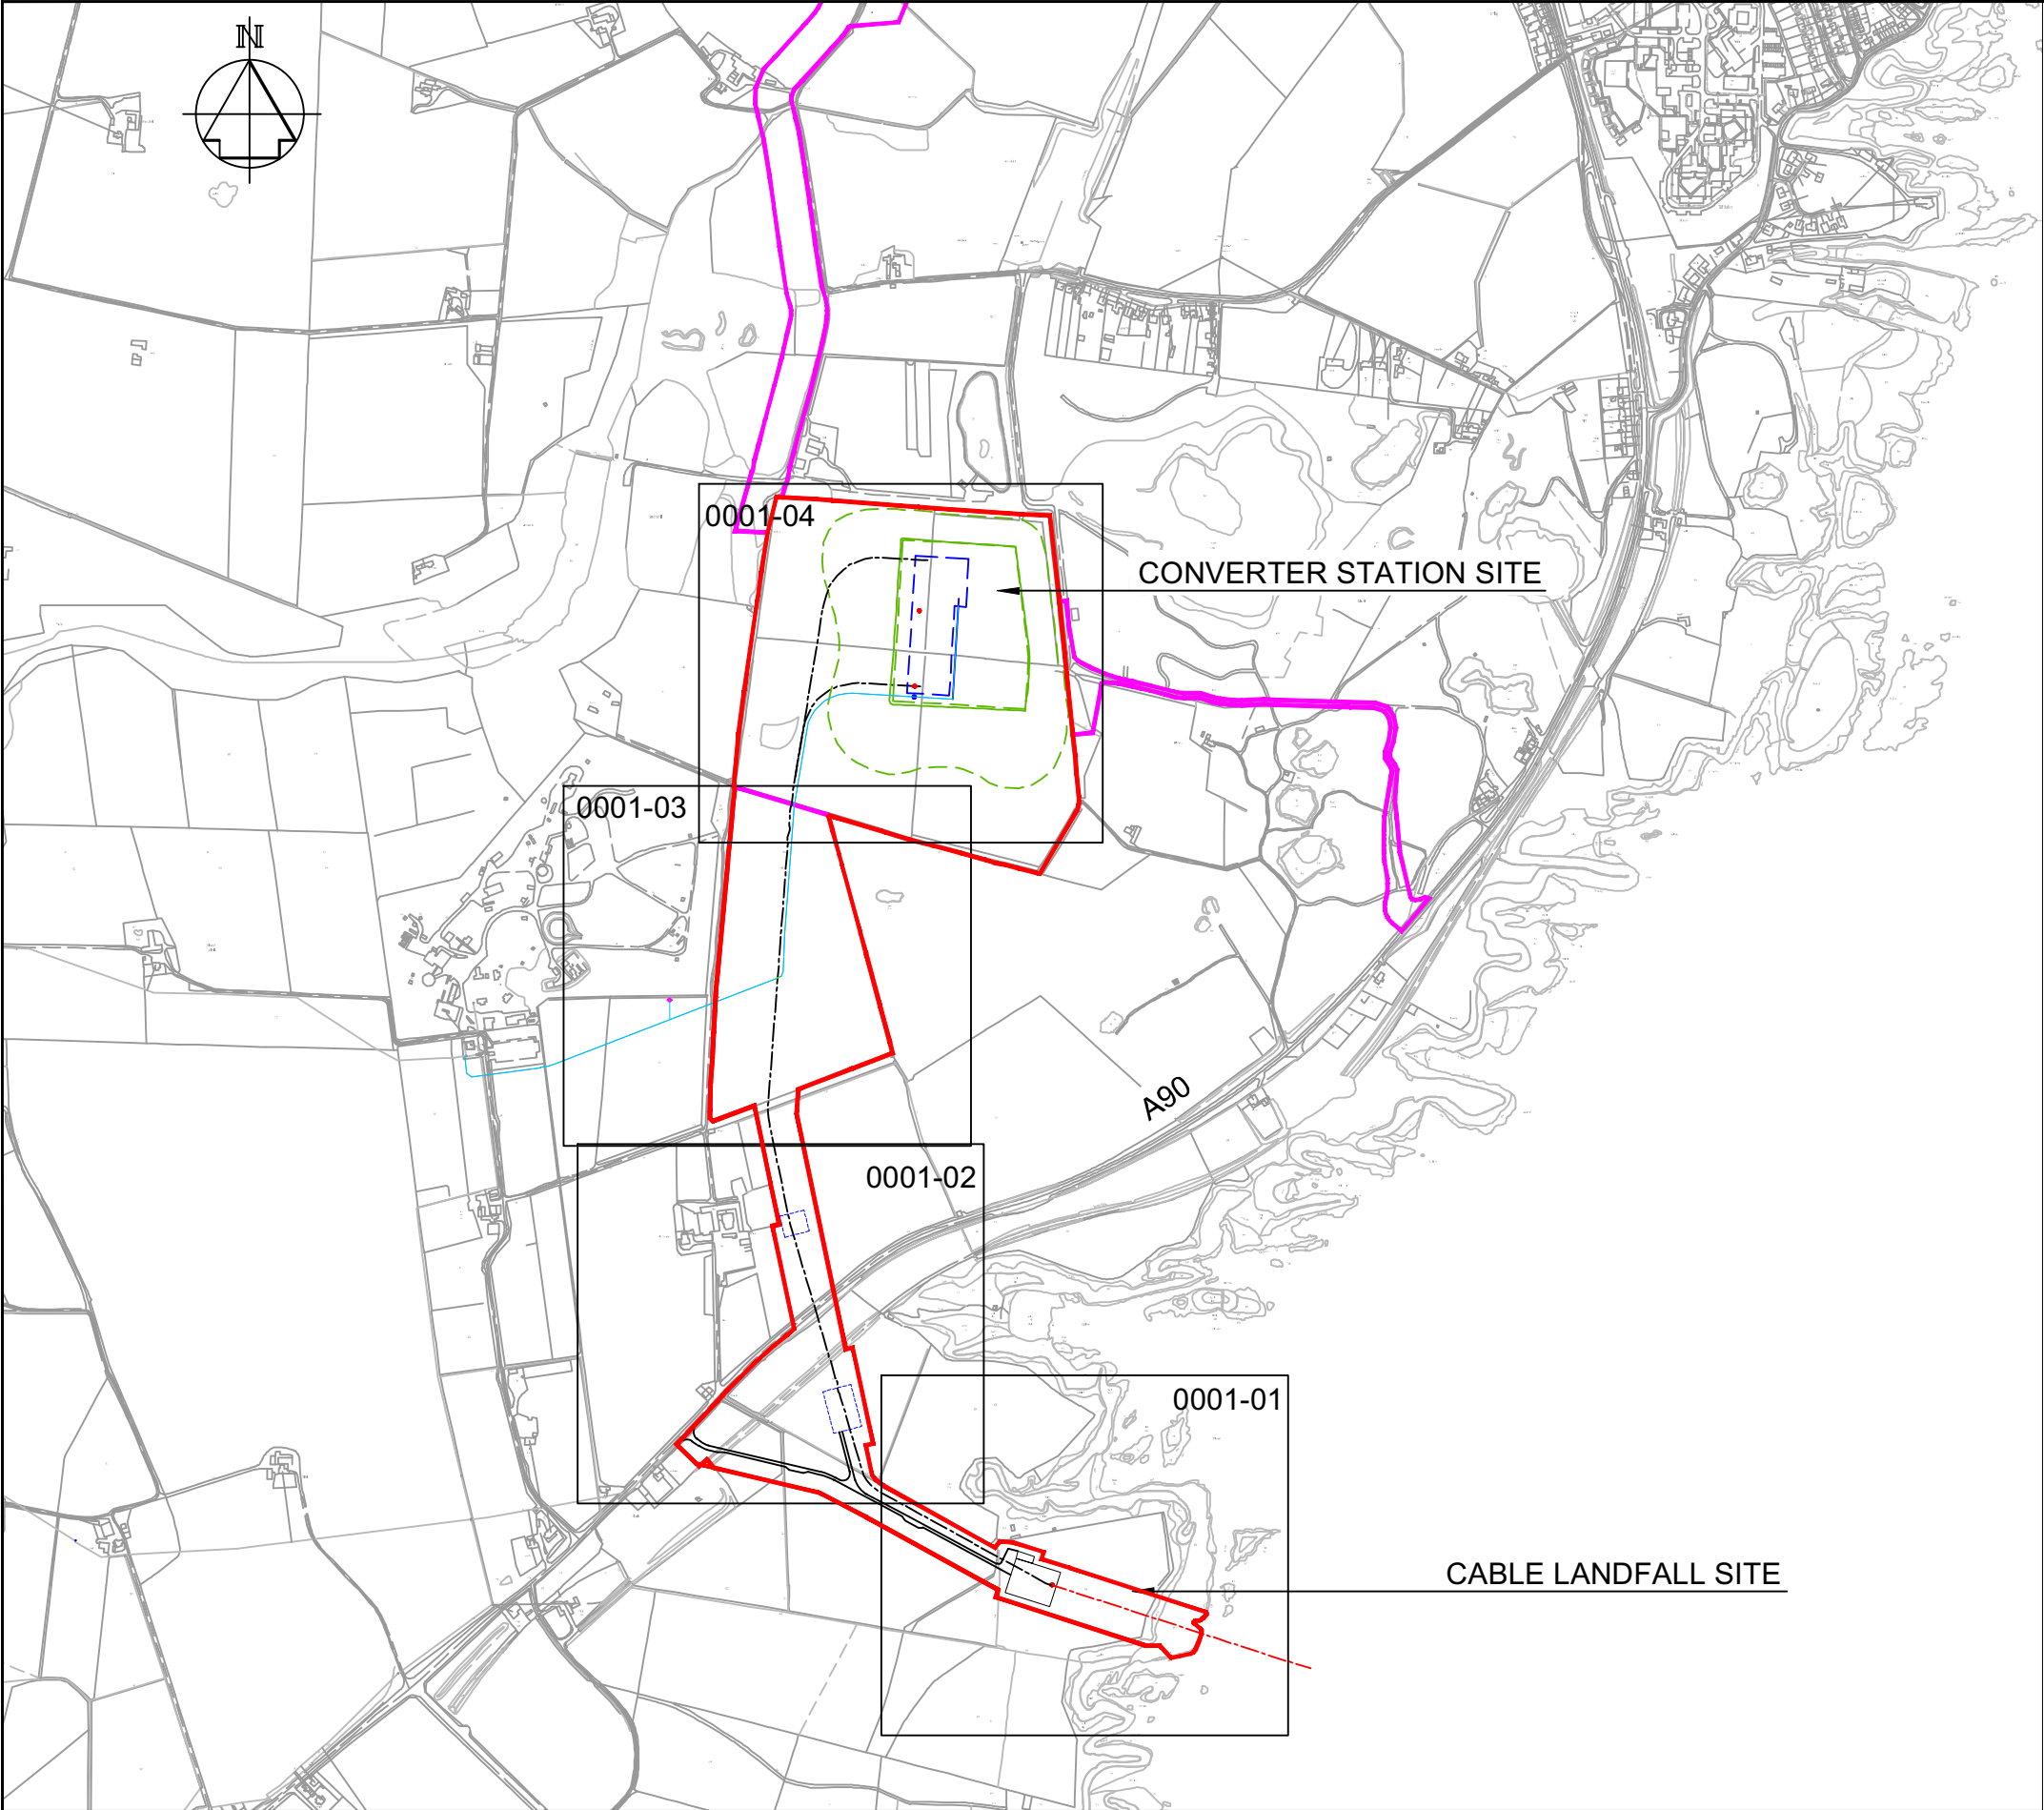 N
0001-04
CONVERTER STATION SITE
0001-03
A90
0001-02
0001-01
CABLE LANDFALL SITE